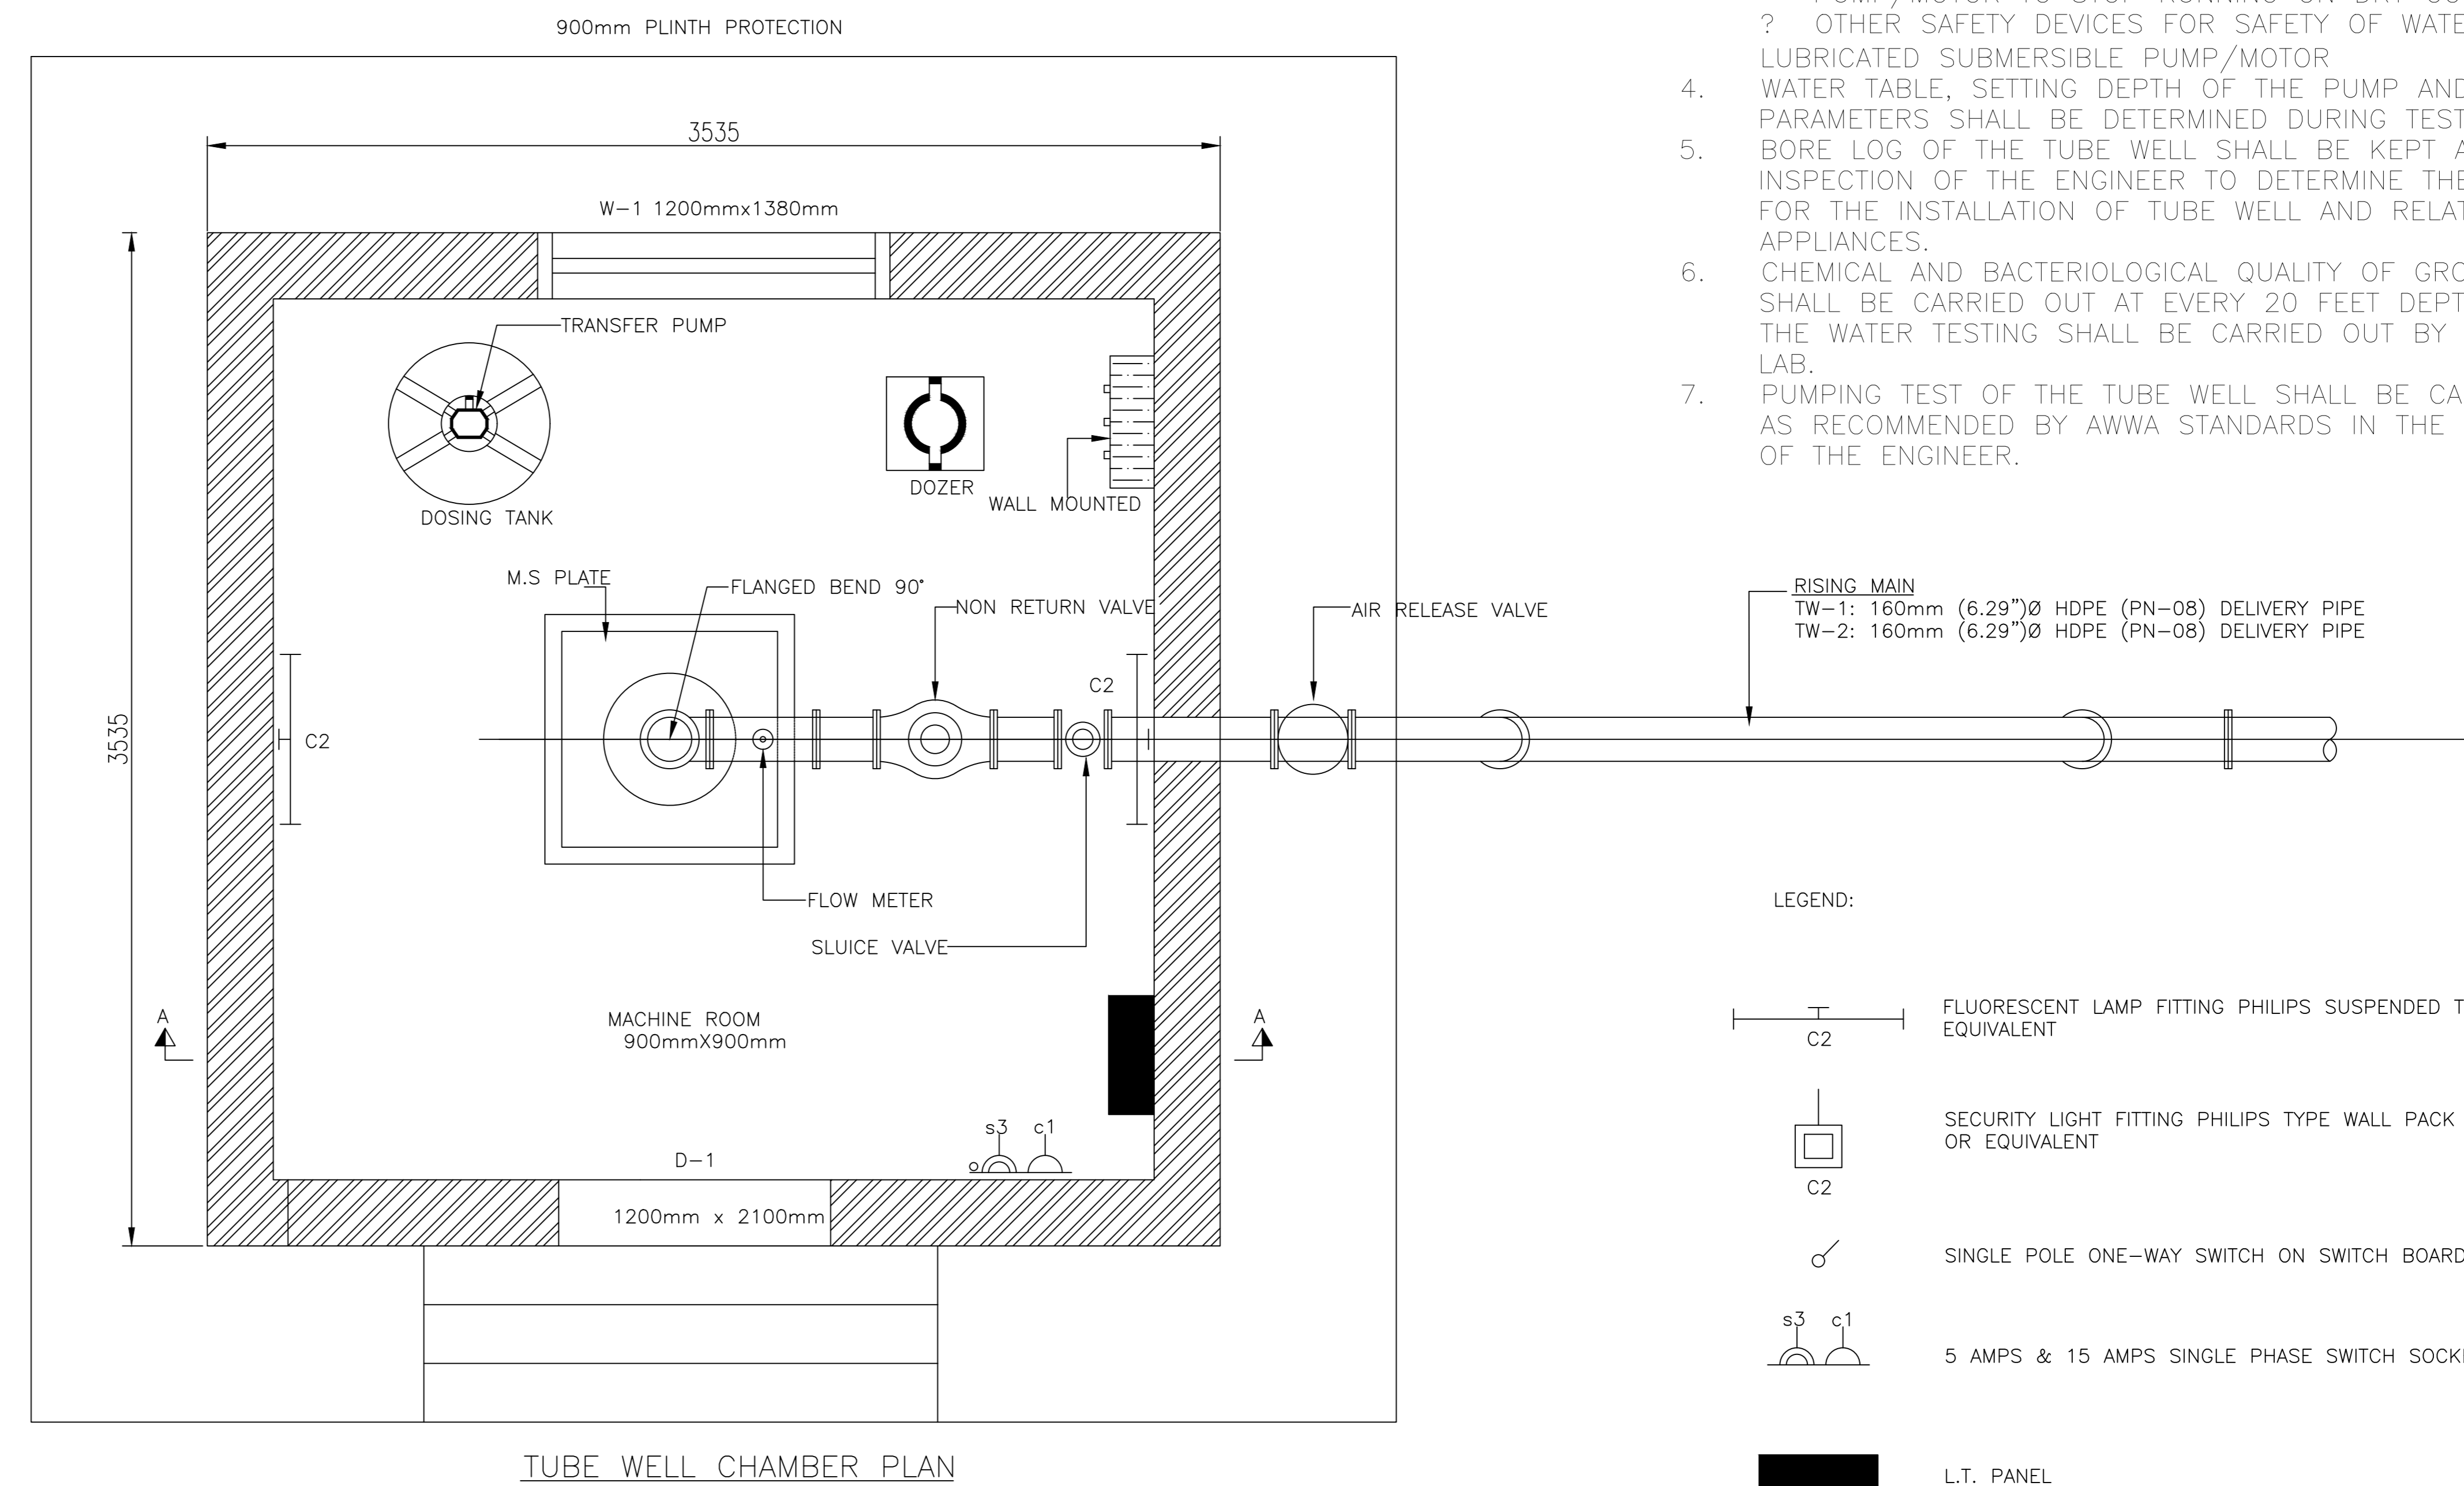 900mm PLINTH PROTECTION
3535
W-1 1200mmx1380mm
TRANSFER PUMP
DOSING TANK
DOZER
WALL MOUNTED
M.S PLATE
FLANGED BEND 90°
NON RETURN VALVE
AIR RELEASE VALVE
C2
C2
3535
FLOW METER
SLUICE VALVE
MACHINE ROOM
900mmX900mm
A
A
s3 c1
D-1
1200mm x 2100mm
TUBE WELL CHAMBER PLAN
? OTHER SAFETY DEVICES FOR SAFETY OF WATE
LUBRICATED SUBMERSIBLE PUMP/MOTOR
4. WATER TABLE, SETTING DEPTH OF THE PUMP AND
PARAMETERS SHALL BE DETERMINED DURING TEST
5. BORE LOG OF THE TUBE WELL SHALL BE KEPT A
INSPECTION OF THE ENGINEER TO DETERMINE THE
FOR THE INSTALLATION OF TUBE WELL AND RELAT
APPLIANCES.
6. CHEMICAL AND BACTERIOLOGICAL QUALITY OF GRO
SHALL BE CARRIED OUT AT EVERY 20 FEET DEPT
THE WATER TESTING SHALL BE CARRIED OUT BY
LAB.
7. PUMPING TEST OF THE TUBE WELL SHALL BE CA
AS RECOMMENDED BY AWWA STANDARDS IN THE
OF THE ENGINEER.
RISING MAIN
TW-1: 160mm (6.29")Ø HDPE (PN-08) DELIVERY PIPE
TW-2: 160mm (6.29")Ø HDPE (PN-08) DELIVERY PIPE
LEGEND:
C2
FLUORESCENT LAMP FITTING PHILIPS SUSPENDED T
EQUIVALENT
C2
SECURITY LIGHT FITTING PHILIPS TYPE WALL PACK
OR EQUIVALENT
SINGLE POLE ONE-WAY SWITCH ON SWITCH BOARD
s3 c1
5 AMPS & 15 AMPS SINGLE PHASE SWITCH SOCK
L.T. PANEL